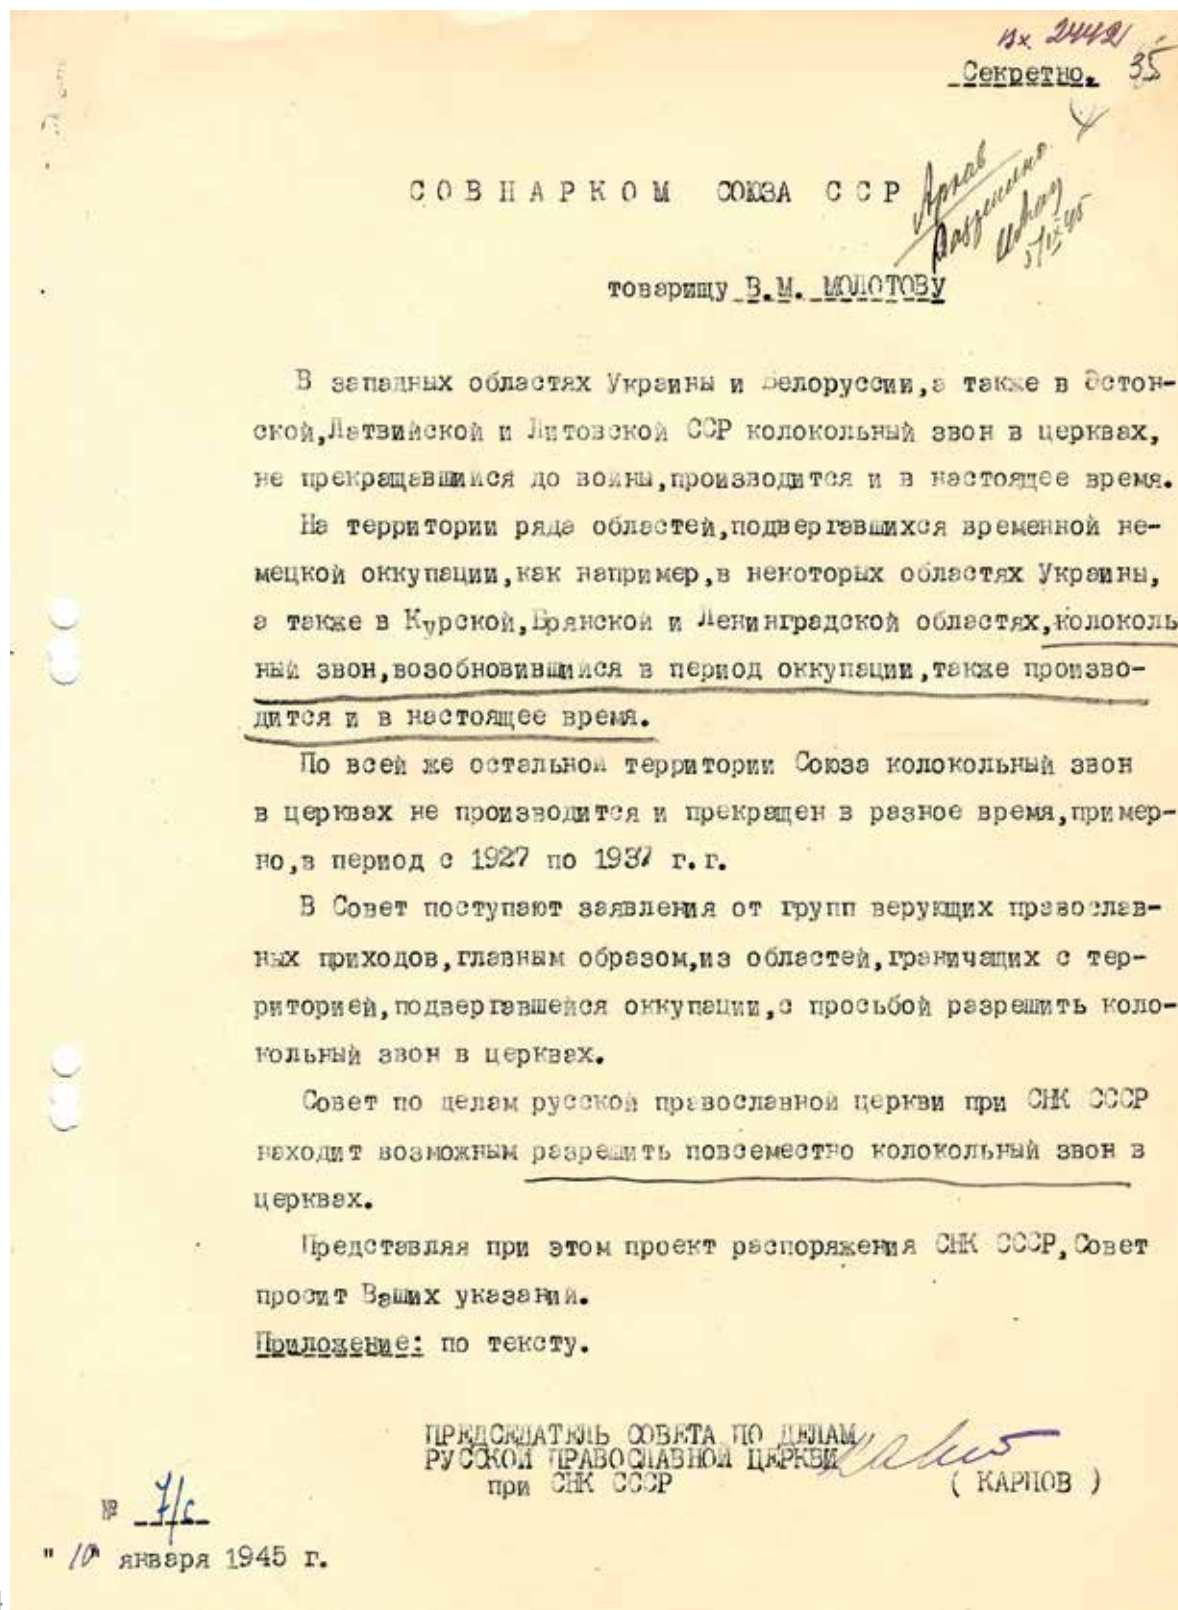 вх 2442
Секретно. 35
СОВНАРКОМ СОЮЗА ССР
Архив
Разрешено.
5/IX 45
товарищу В.М. МОЛОТОВУ
В западных областях Украины и Белоруссии,а также в Эстон-
ской,Латвийской и Литовской ССР колокольный звон в церквах,
не прекращавшийся до войны,производится и в настоящее время.
На территории ряда областей,подвергавшихся временной не-
мецкой оккупации,как например,в некоторых областях Украины,
а также в Курской,Брянской и Ленинградской областях,колоколь
ный звон,возобновившийся в период оккупации,также произво-
дится и в настоящее время.
По всей же остальной территории Союза колокольный звон
в церквах не производится и прекращен в разное время,пример-
но,в период с 1927 по 1937 г.г.
В Совет поступают заявления от групп верующих православ-
ных приходов,главным образом,из областей,граничащих с тер-
риторией,подвергавшейся оккупации,с просьбой разрешить коло-
кольный звон в церквах.
Совет по делам русской православной церкви при СНК СССР
находит возможным разрешить повсеместно колокольный звон в
церквах.
Представляя при этом проект распоряжения СНК СССР,Совет
просит Ваших указаний.
Приложение: по тексту.
ПРЕДСЕДАТЕЛЬ СОВЕТА ПО ДЕЛАМ
РУССКОЙ ПРАВОСЛАВНОЙ ЦЕРКВИ
при СНК СССР ( КАРПОВ )
№ 7/с
"10" января 1945 г.